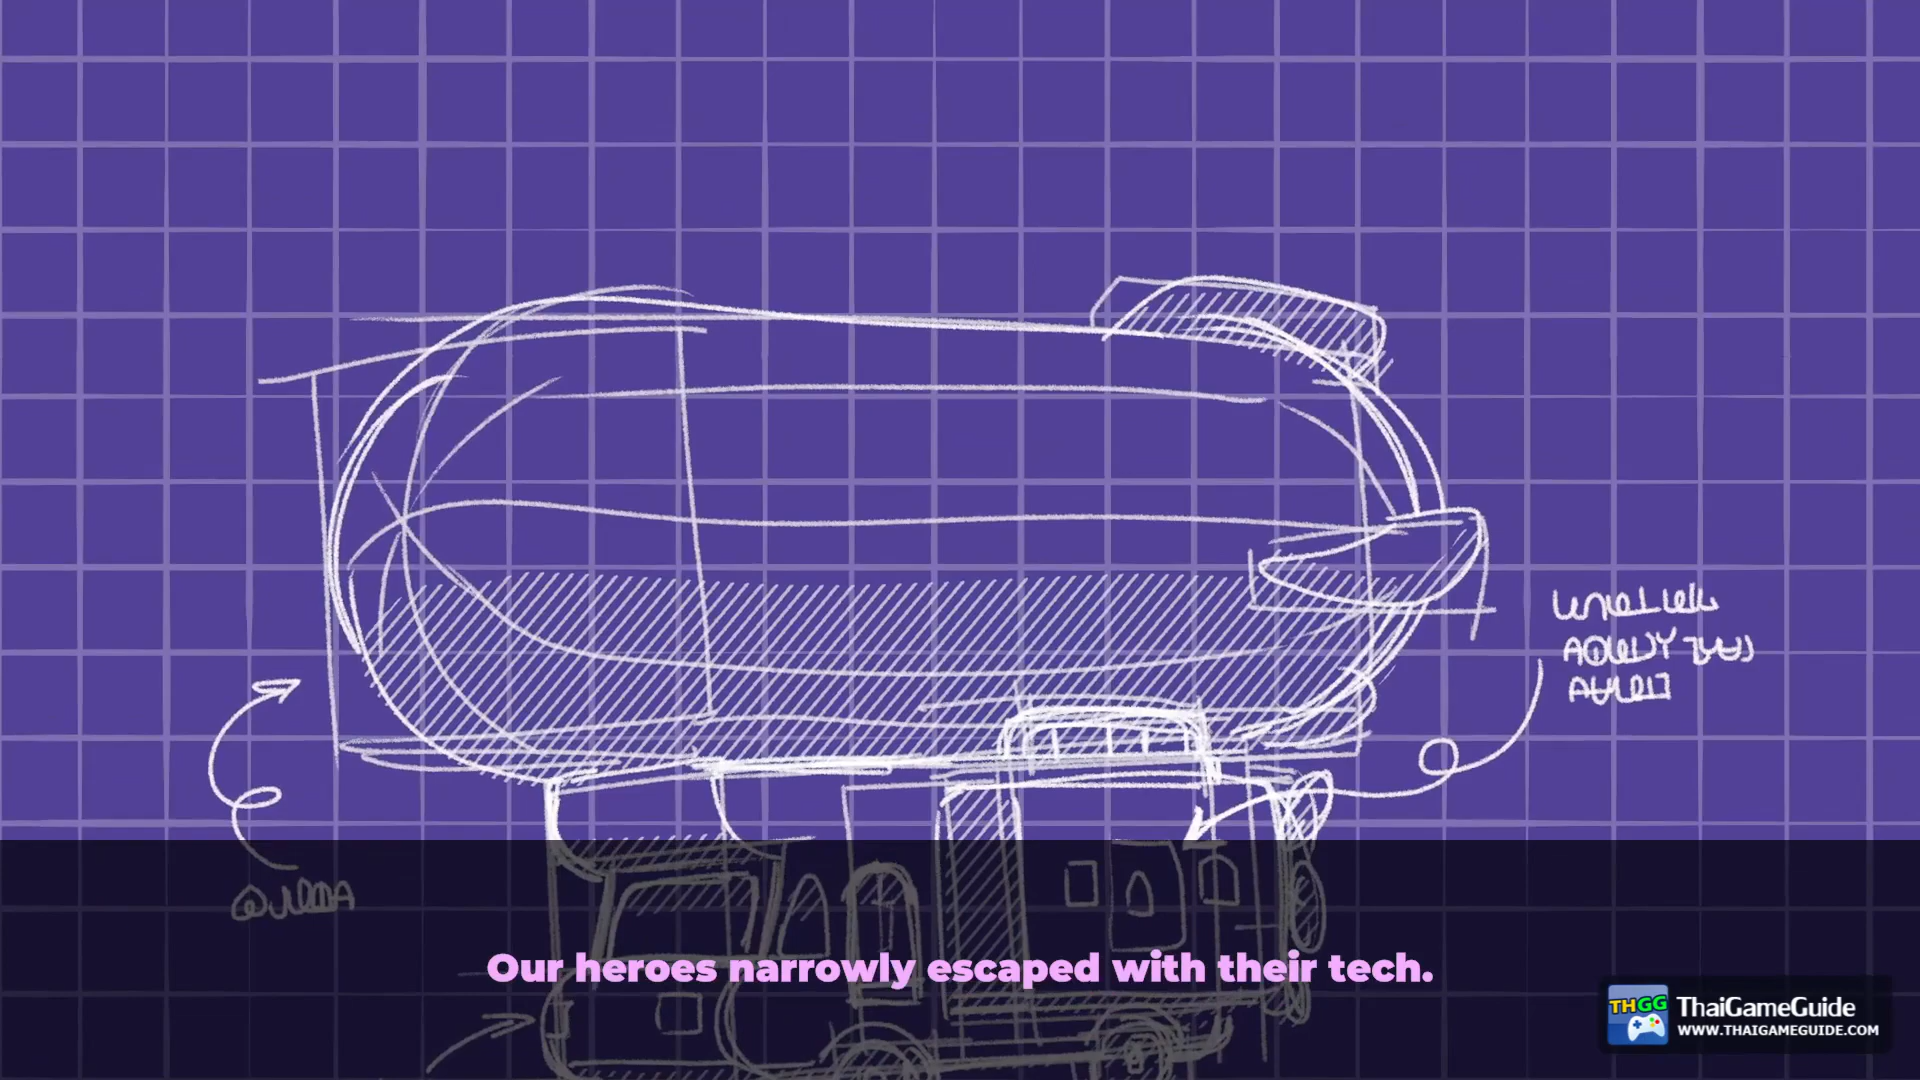 Our heroes narrowly escaped with their tech.
THGG
ThaiGameGuide
WWW.THAIGAMEGUIDE.COM